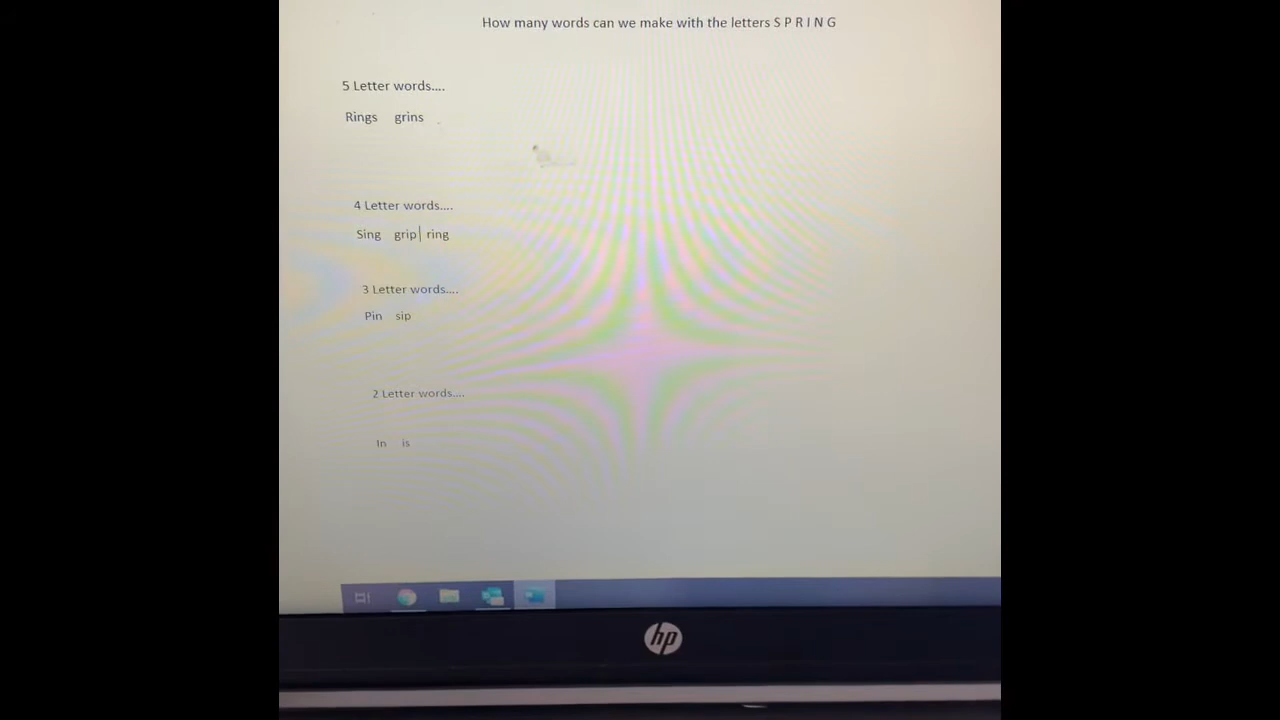 How many words can we make with the letters S P R I N G
5 Letter words....
Rings grins
4 Letter words....
Sing grip ring
3 Letter words....
Pin sip
2 Letter words....
In is
hp